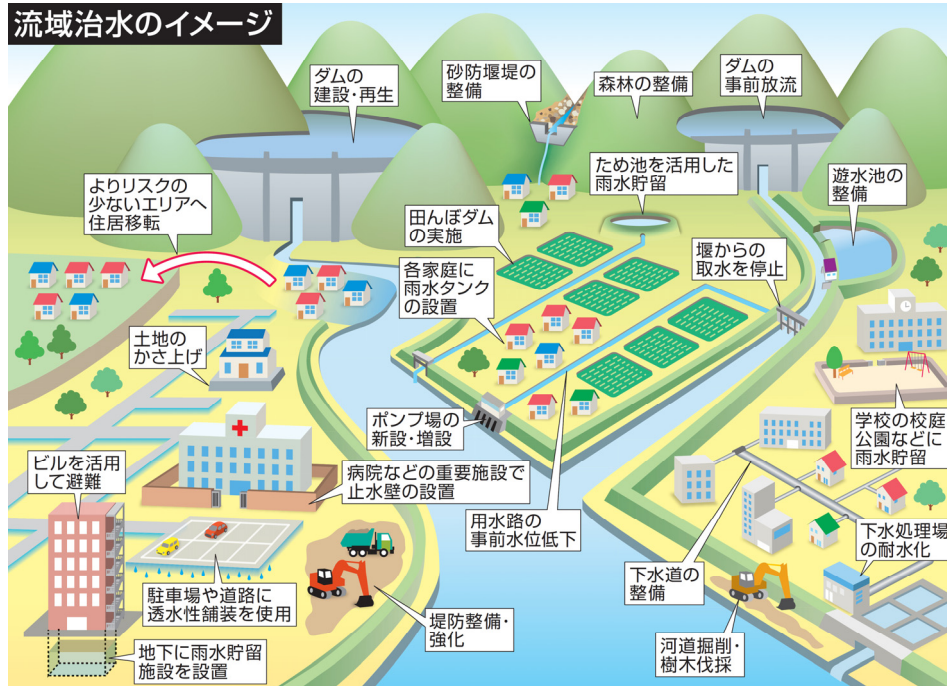 流域治水のイメージ
ダムの
建設・再生
砂防堰堤の
整備
森林の整備
ダムの
事前放流
よりリスクの
少ないエリアへ
住居移転
田んぼダム
の実施
ため池を活用した
雨水貯留
遊水池の
整備
各家庭に
雨水タンク
の設置
堰からの
取水を停止
土地の
かさ上げ
ポンプ場の
新設・増設
学校の校庭
公園などに
雨水貯留
ビルを活用
して避難
病院などの重要施設で
止水壁の設置
用水路の
事前水位低下
下水道の
整備
下水処理場
の耐水化
駐車場や道路に
透水性舗装を使用
堤防整備・
強化
河道掘削・
樹木伐採
地下に雨水貯留
施設を設置